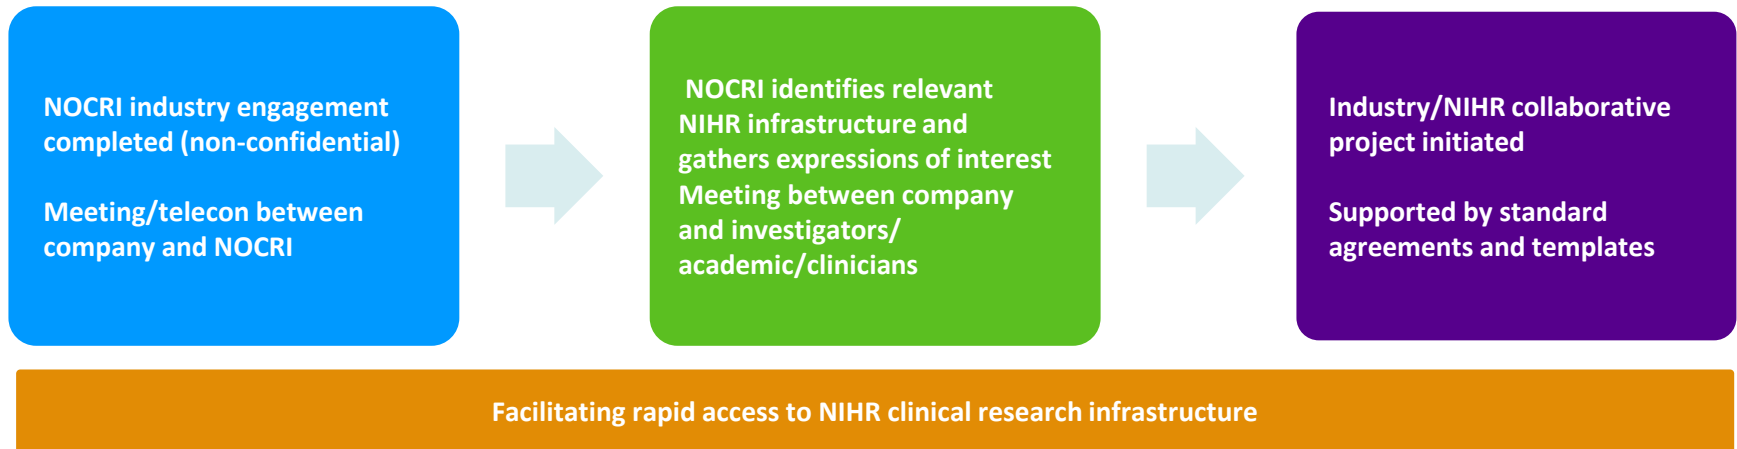 NOCRI industry engagement
completed (non-confidential)
Meeting/telecon between
company and NOCRI
NOCRI identifies relevant
NIHR infrastructure and
gathers expressions of interest
Meeting between company
and investigators/
academic/clinicians
Industry/NIHR collaborative
project initiated
Supported by standard
agreements and templates
Facilitating rapid access to NIHR clinical research infrastructure